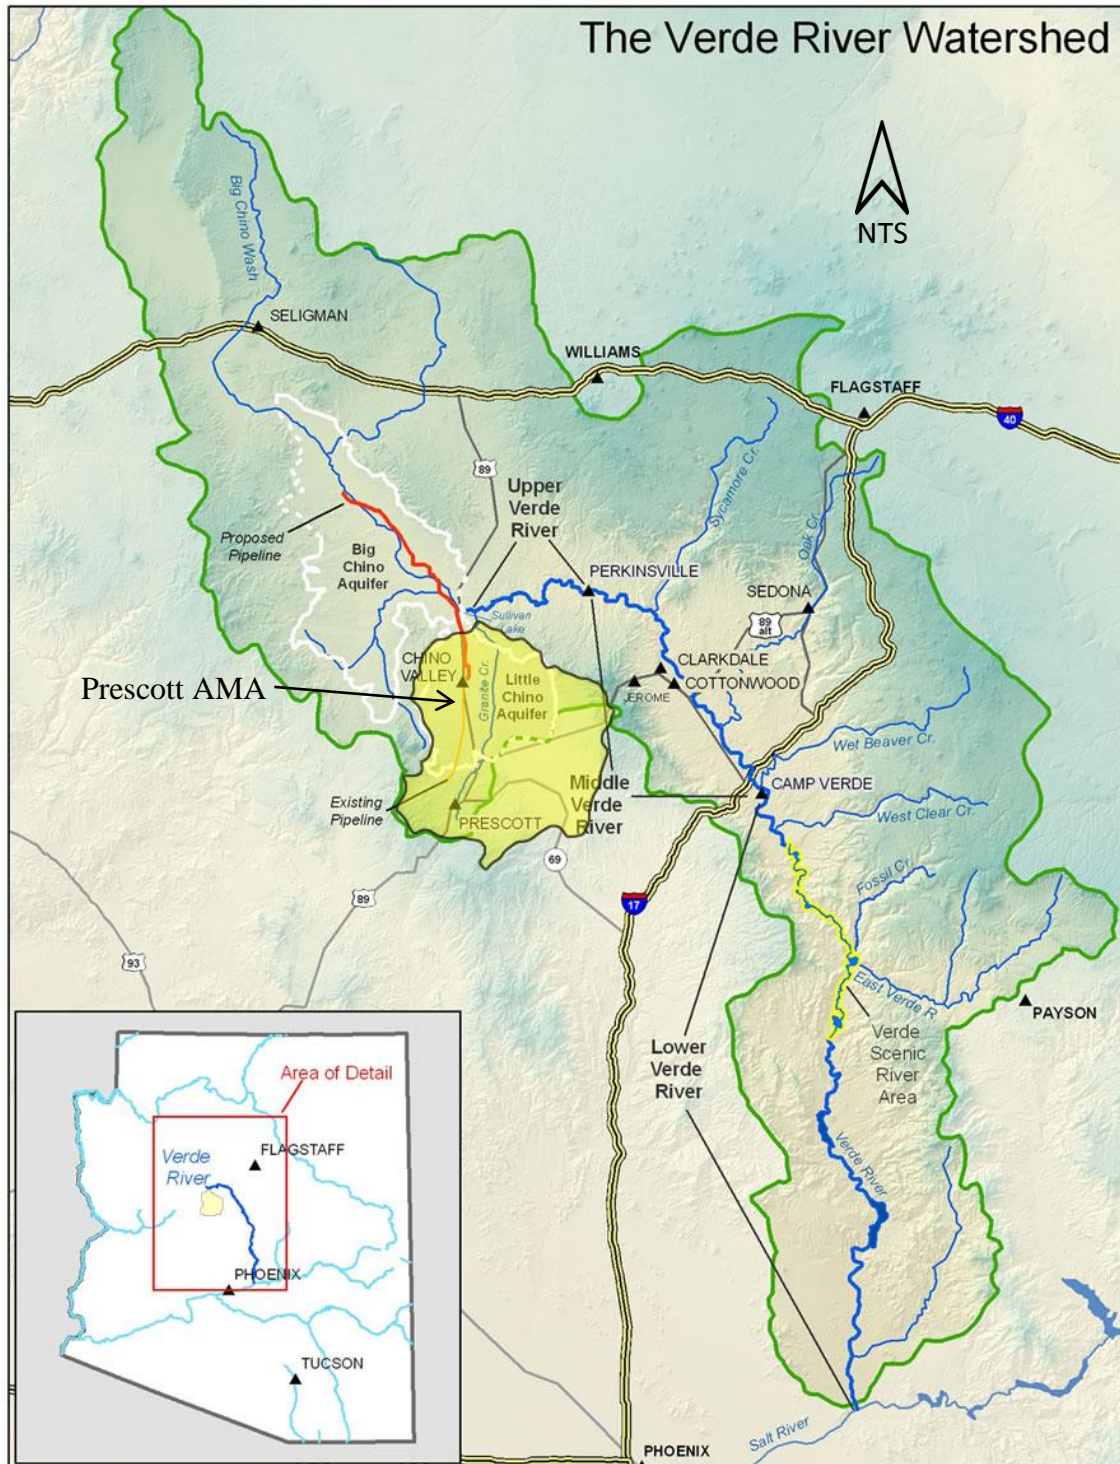 The Verde River Watershed
NTS
Big Chino Wash
SELIGMAN
WILLIAMS
FLAGSTAFF
40
89
Upper
Verde
River
Sycamore Cr.
Oak Cr.
Proposed
Pipeline
Big
Chino
Aquifer
PERKINSVILLE
SEDONA
89
alt
Sullivan
Lake
CHINO
VALLEY
Granite Cr.
Little
Chino
Aquifer
CLARKDALE
COTTONWOOD
JEROME
Prescott AMA
Wet Beaver Cr.
Middle
Verde
River
CAMP VERDE
West Clear Cr.
Existing
Pipeline
PRESCOTT
69
Fossil Cr.
89
17
93
East Verde R.
PAYSON
Verde
Scenic
River
Area
Lower
Verde
River
Verde River
Area of Detail
FLAGSTAFF
Verde
River
PHOENIX
TUCSON
Salt River
PHOENIX